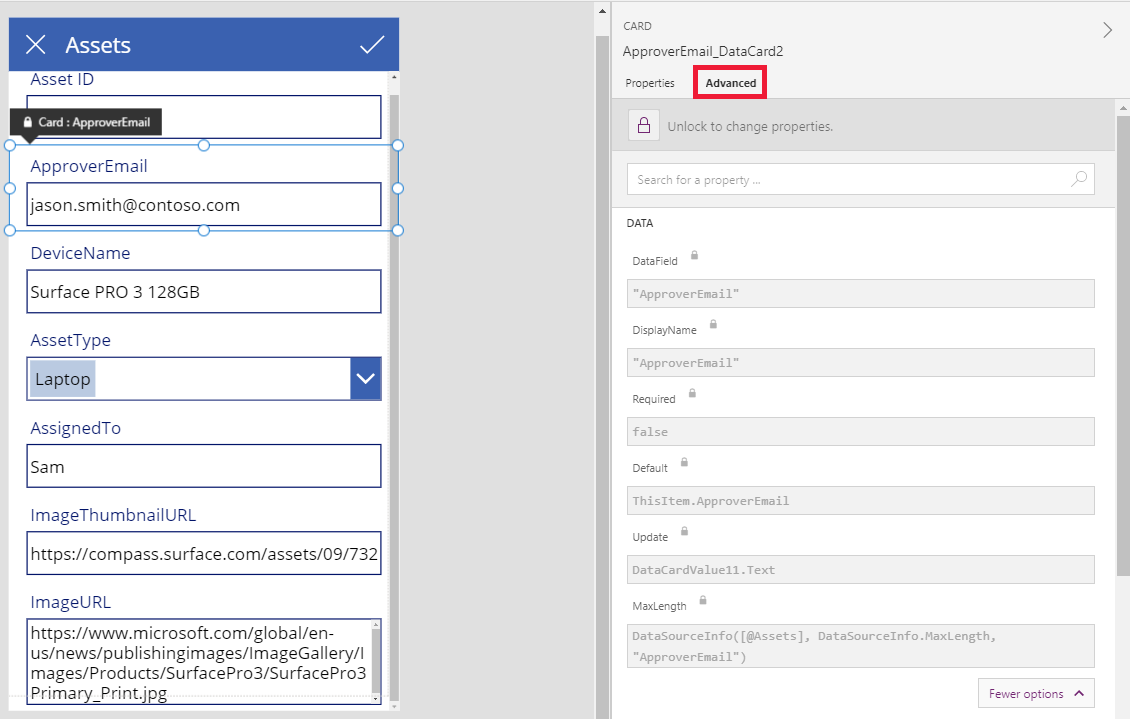 Assets
Asset ID
Card : ApproverEmail
ApproverEmail
jason.smith@contoso.com
DeviceName
Surface PRO 3 128GB
AssetType
Laptop
AssignedTo
Sam
ImageThumbnailURL
https://compass.surface.com/assets/09/732
ImageURL
https://www.microsoft.com/global/en-
us/news/publishingimages/ImageGallery/I
mages/Products/SurfacePro3/SurfacePro3
Primary_Print.jpg
CARD
ApproverEmail_DataCard2
Properties
Advanced
Unlock to change properties.
Search for a property ...
DATA
DataField
"ApproverEmail"
DisplayName
"ApproverEmail"
Required
false
Default
ThisItem.ApproverEmail
Update
DataCardValue11.Text
MaxLength
DataSourceInfo([@Assets], DataSourceInfo.MaxLength,
"ApproverEmail")
Fewer options